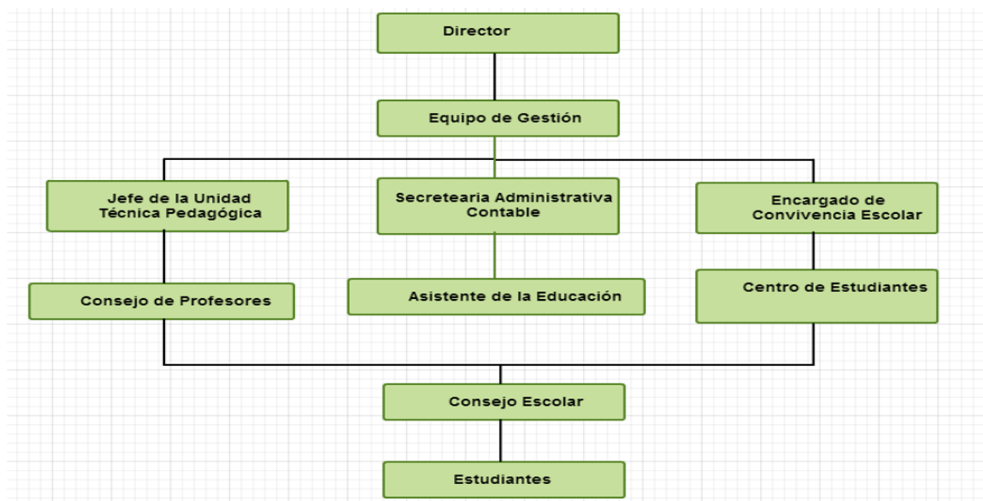 Director
Equipo de Gestión
Jefe de la Unidad
Técnica Pedagógica
Secretearia Administrativa
Contable
Encargado de
Convivencia Escolar
Consejo de Profesores
Asistente de la Educación
Centro de Estudiantes
Consejo Escolar
Estudiantes